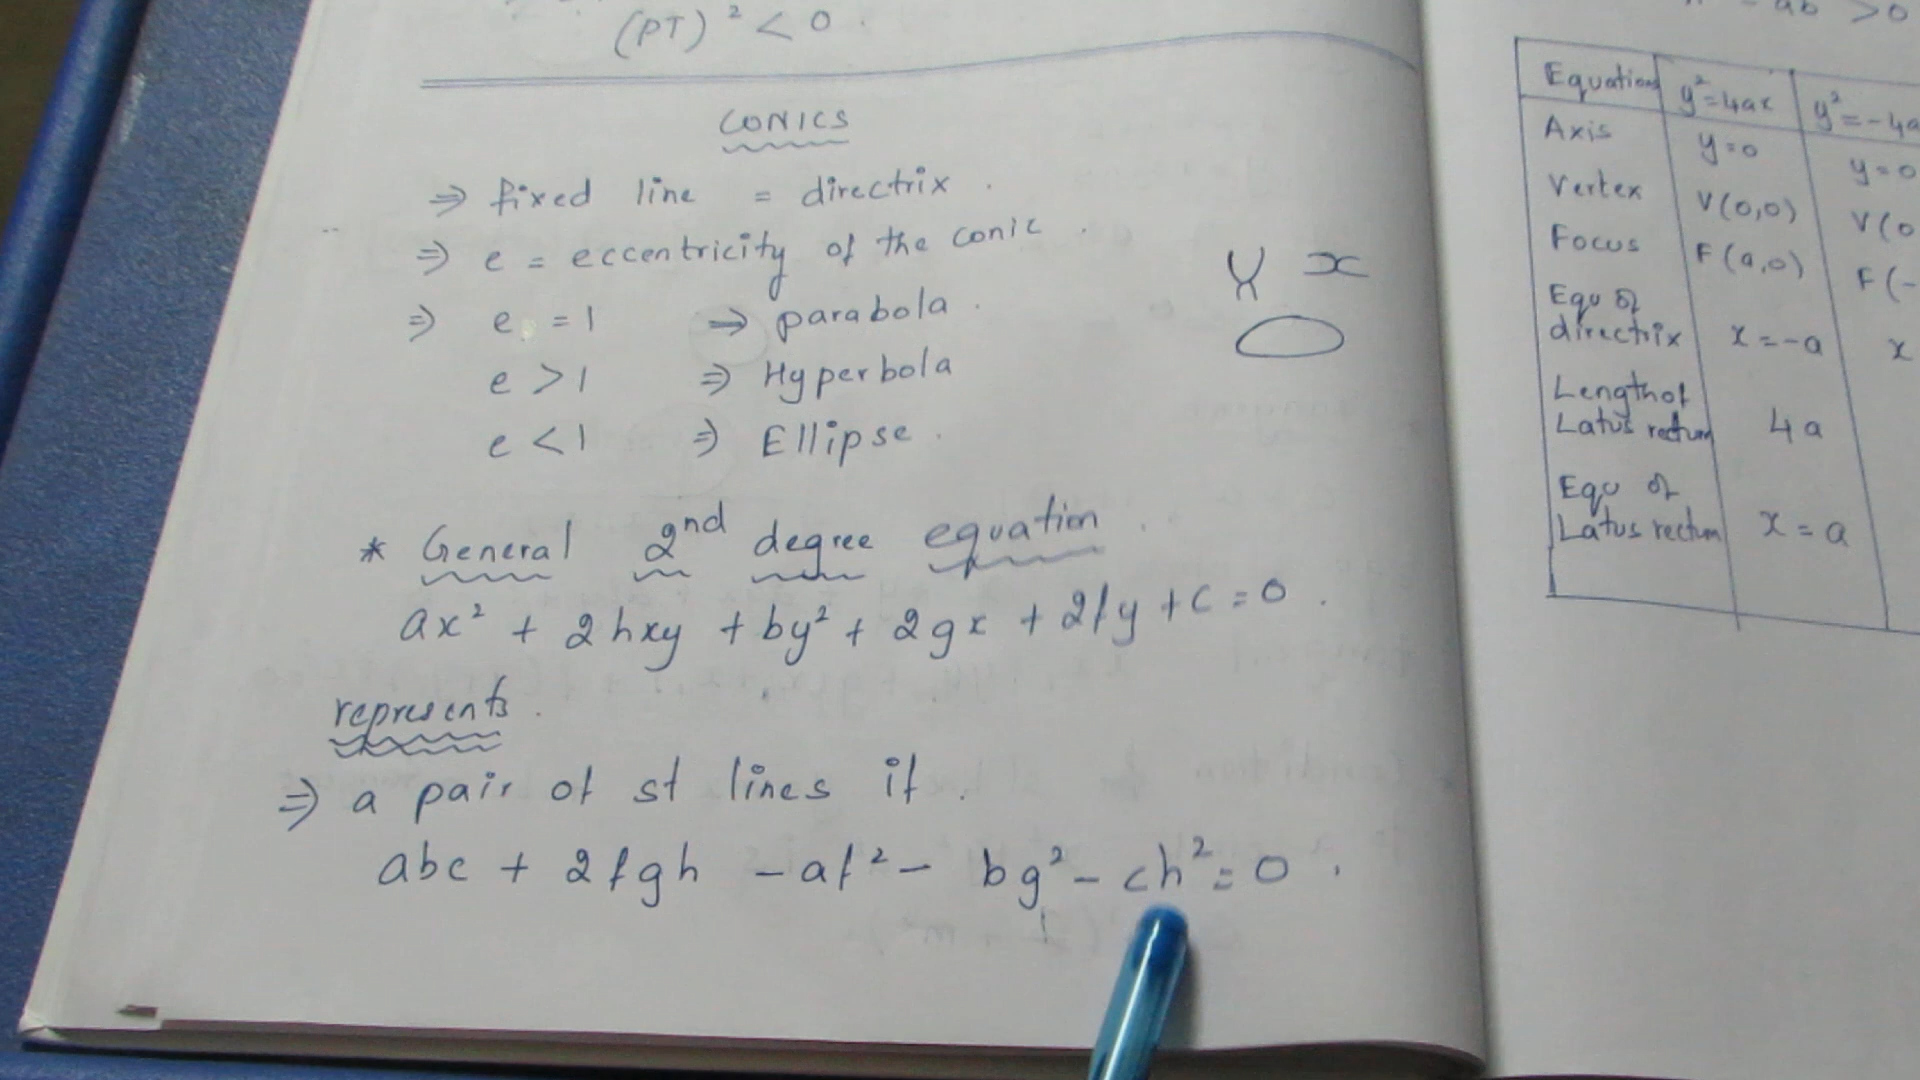 (PT)² < 0 .
CONICS
⇒ fixed line = directrix .
⇒ e = eccentricity of the conic .
⇒ e = 1 ⇒ parabola .
e > 1 ⇒ Hyperbola
e < 1 ⇒ Ellipse .
* General 2nd degree equation
ax² + 2hxy + by² + 2gx + 2fy + c = 0 .
represents .
⇒ a pair of st lines if .
abc + 2fgh - af² - bg² - ch² = 0 .
- ab > 0
Equation y² = 4ax y² = -4a
Axis y = 0 y = 0
Vertex V(0,0) V(0
Focus F(a,0) F(-
Equ of
directrix x = -a x
Length of
Latus rectum 4a
Equ of
Latus rectum x = a